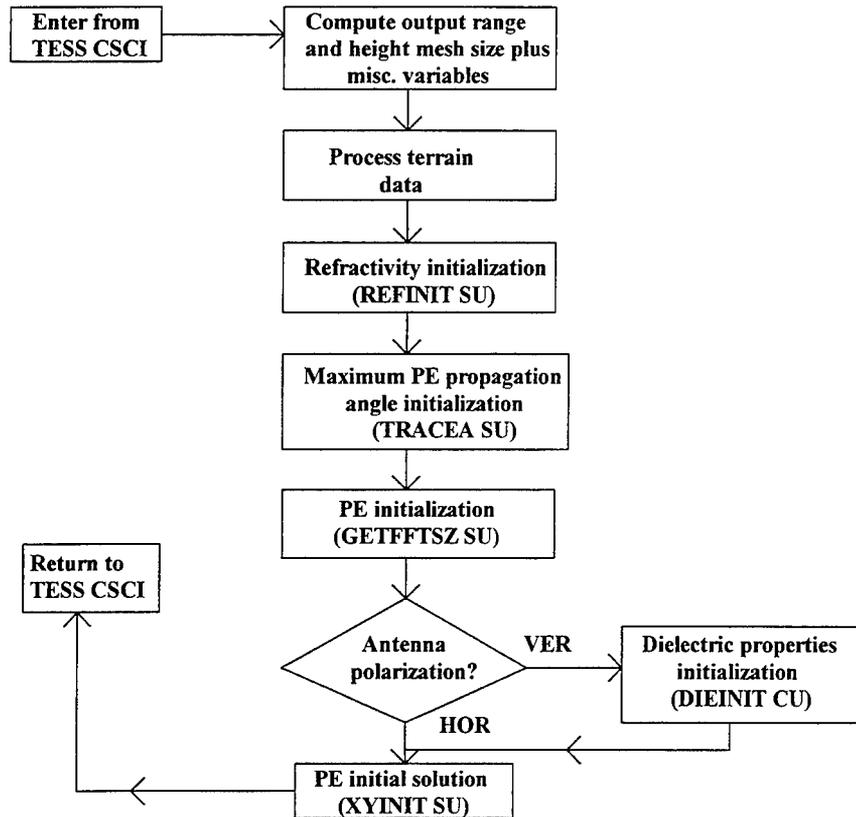 Enter from
TESS CSCI
Compute output range
and height mesh size plus
misc. variables
Process terrain
data
Refractivity initialization
(REFINIT SU)
Maximum PE propagation
angle initialization
(TRACEA SU)
PE initialization
(GETFFTSZ SU)
Return to
TESS CSCI
Antenna
polarization?
VER
Dielectric properties
initialization
(DIEINIT CU)
HOR
PE initial solution
(XYINIT SU)